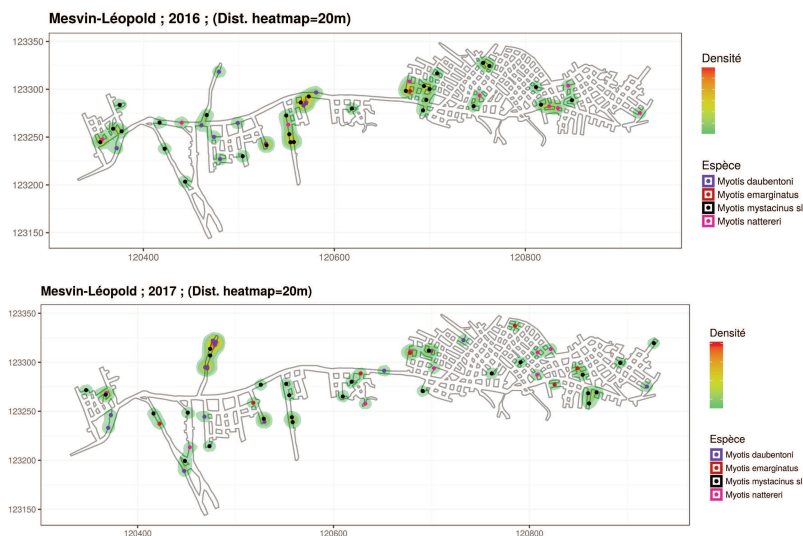 Mesvin-Léopold ; 2016 ; (Dist. heatmap=20m)
123350
123300
123250
123200
123150
120400
120600
120800
Densité
Espèce
Myotis daubentoni
Myotis emarginatus
Myotis mystacinus sl
Myotis nattereri
Mesvin-Léopold ; 2017 ; (Dist. heatmap=20m)
123350
123300
123250
123200
123150
120400
120600
120800
Densité
Espèce
Myotis daubentoni
Myotis emarginatus
Myotis mystacinus sl
Myotis nattereri